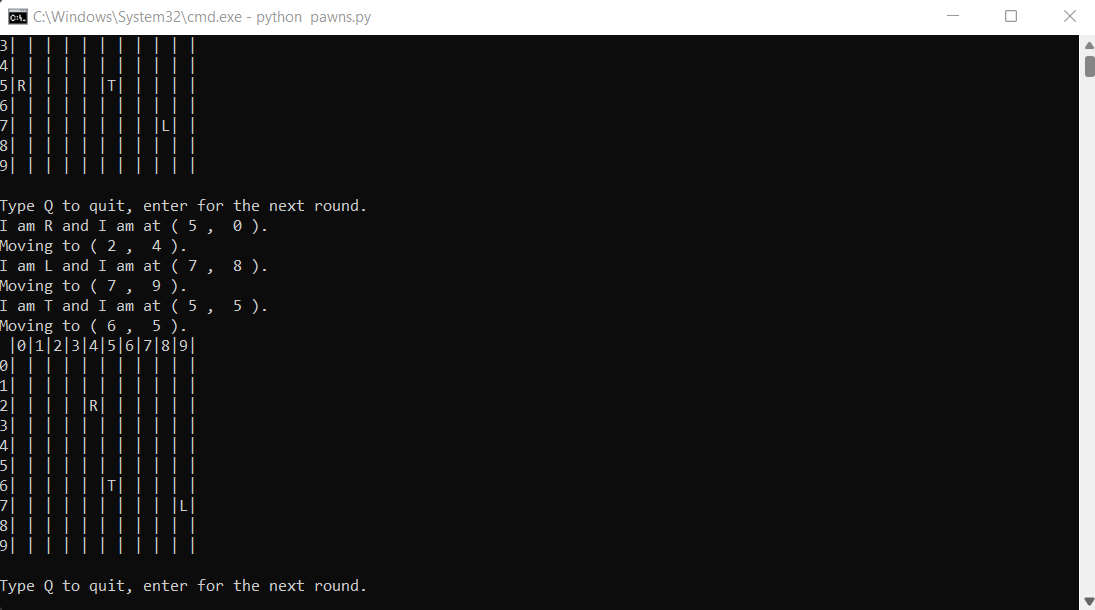 C:\Windows\System32\cmd.exe - python  pawns.py
3| | | | | | | | | | |
4| | | | | | | | | | |
5|R| | | | |T| | | | |
6| | | | | | | | | | |
7| | | | | | | | |L| |
8| | | | | | | | | | |
9| | | | | | | | | | |

Type Q to quit, enter for the next round.
I am R and I am at ( 5 ,  0 ).
Moving to ( 2 ,  4 ).
I am L and I am at ( 7 ,  8 ).
Moving to ( 7 ,  9 ).
I am T and I am at ( 5 ,  5 ).
Moving to ( 6 ,  5 ).
 |0|1|2|3|4|5|6|7|8|9|
0| | | | | | | | | | |
1| | | | | | | | | | |
2| | | | |R| | | | | |
3| | | | | | | | | | |
4| | | | | | | | | | |
5| | | | | | | | | | |
6| | | | | |T| | | | |
7| | | | | | | | | |L|
8| | | | | | | | | | |
9| | | | | | | | | | |

Type Q to quit, enter for the next round.